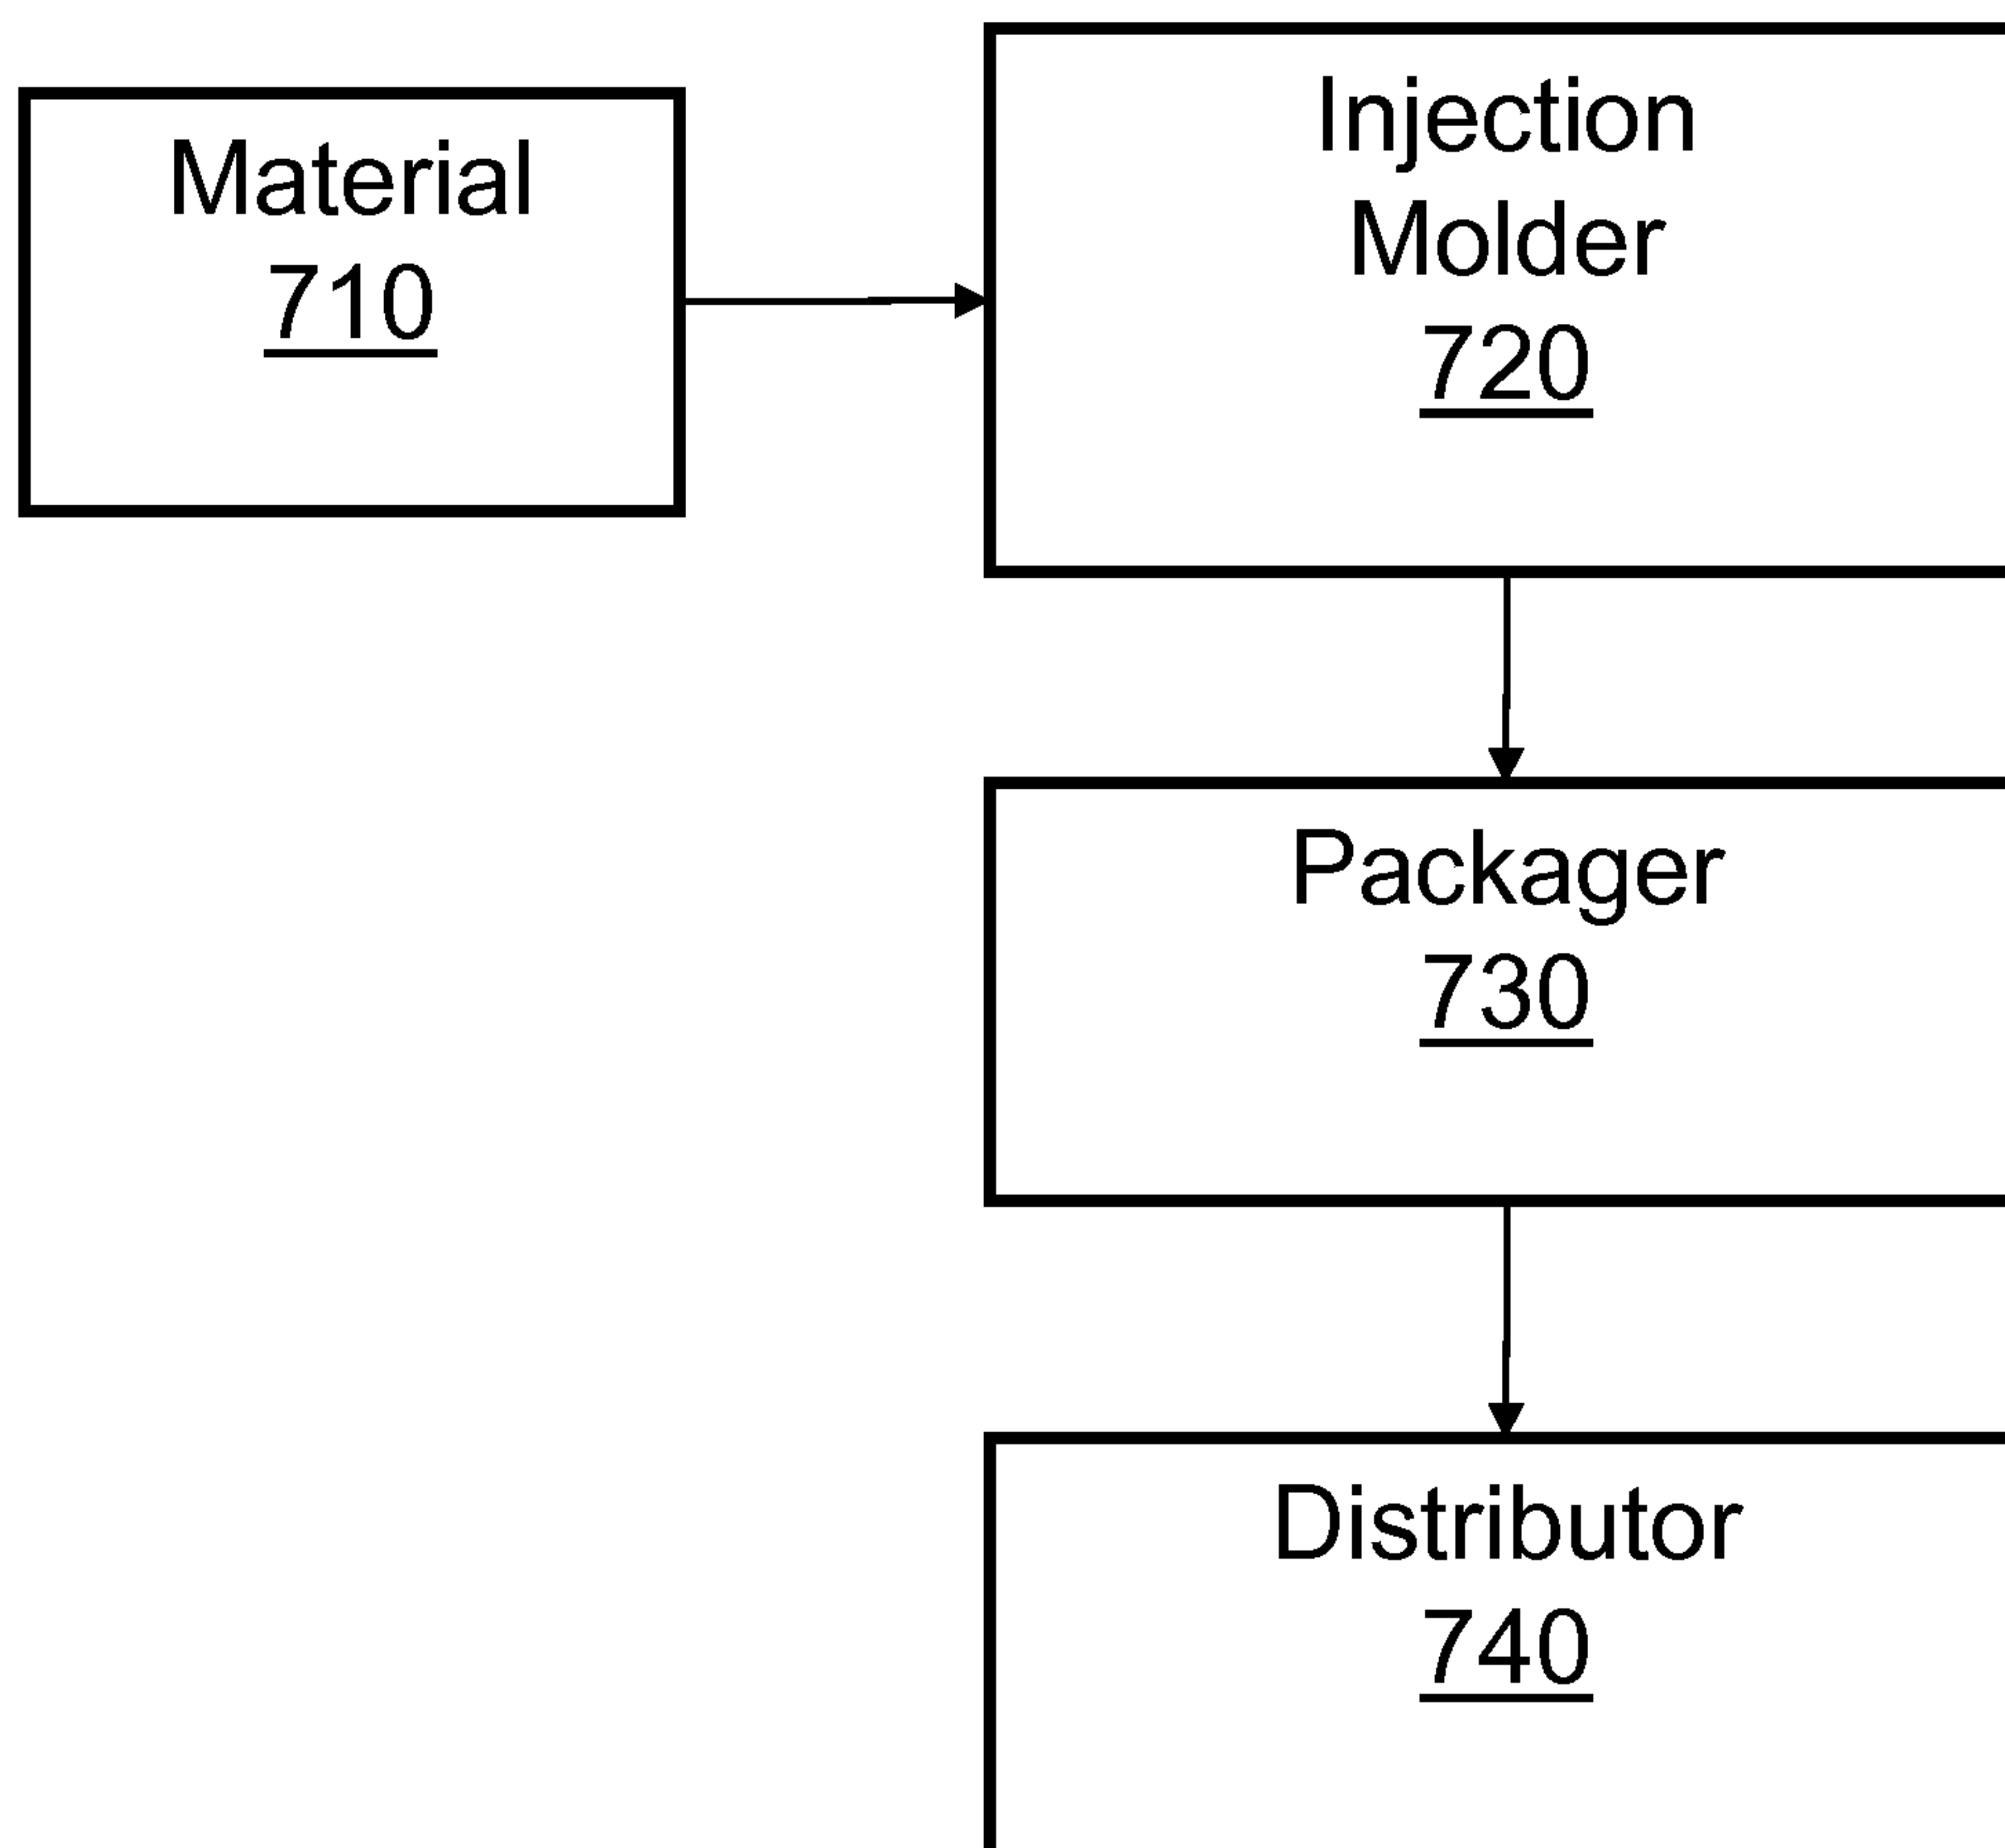 Material
710
Injection
Molder
720
Packager
730
Distributor
740